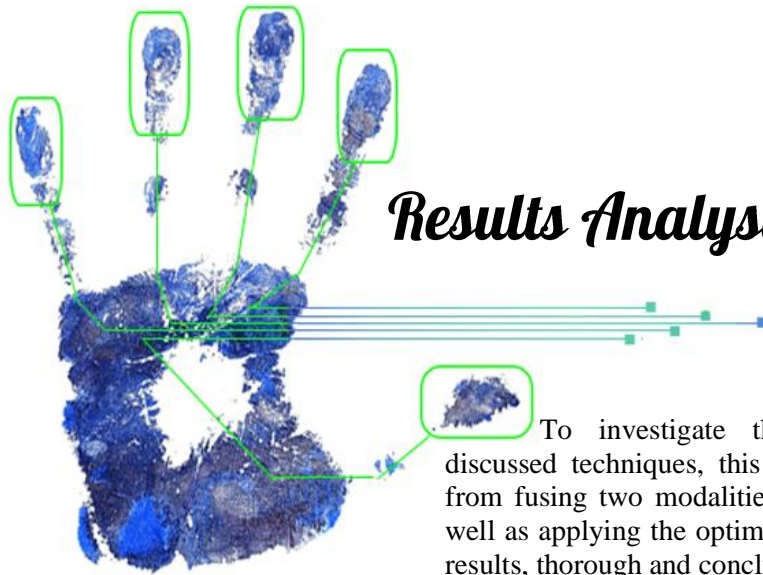 Results Analys
To investigate th
discussed techniques, this
from fusing two modalitie
well as applying the optim
results, thorough and conclu